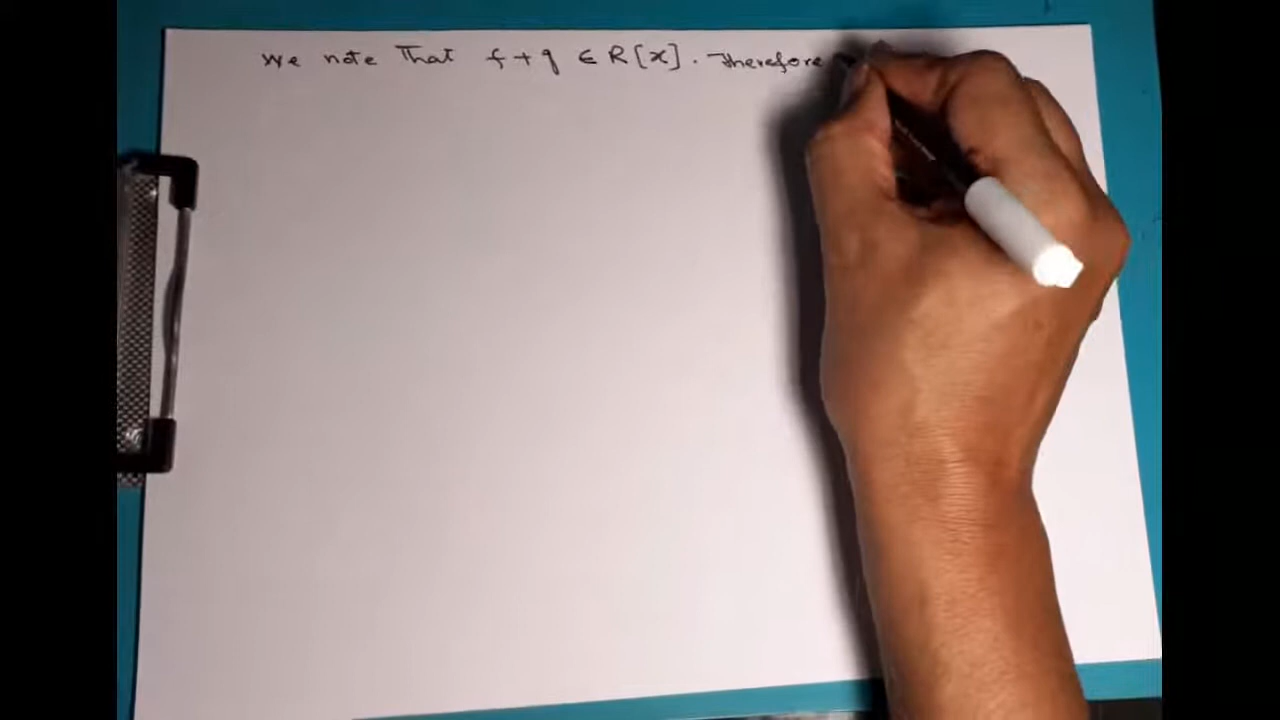 We note That f + g ∈ R[x]. Therefore